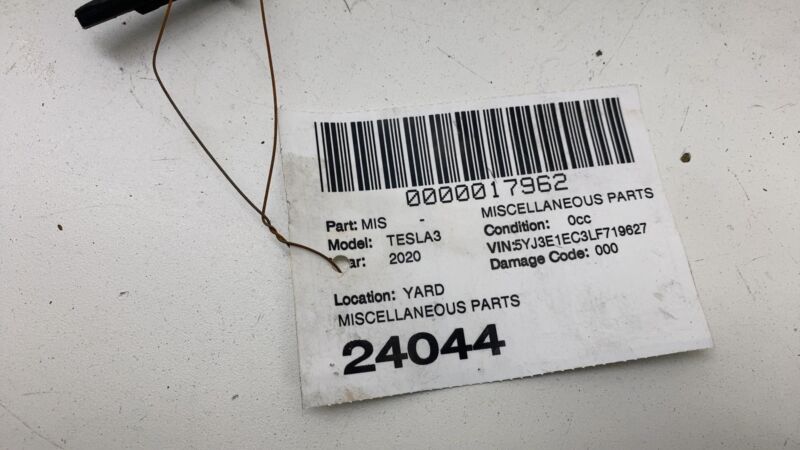 0000017962
Part: MIS - MISCELLANEOUS PARTS
Model: TESLA3 Condition: 0cc
ar: 2020 VIN:5YJ3E1EC3LF719627
Damage Code: 000
Location: YARD
MISCELLANEOUS PARTS
24044